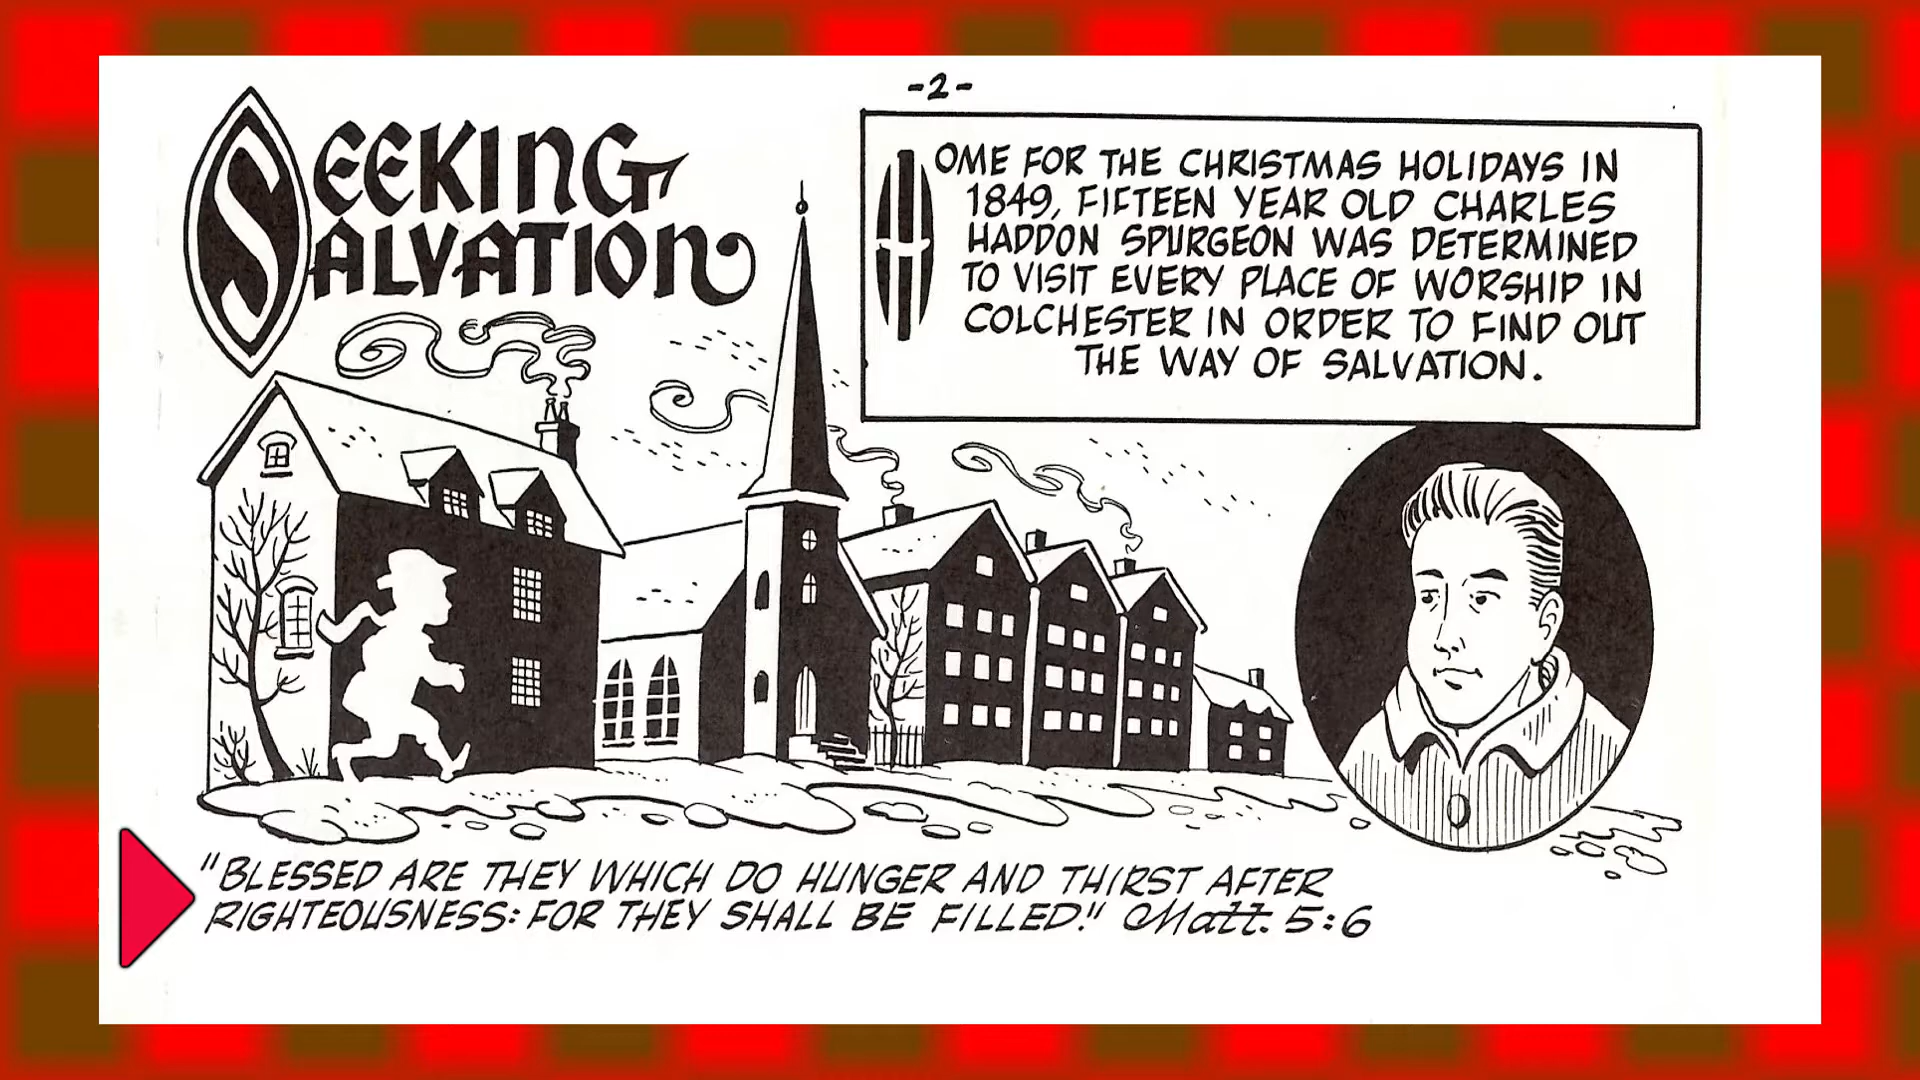 -2-
SEEKING
SALVATION
HOME FOR THE CHRISTMAS HOLIDAYS IN
1849, FIFTEEN YEAR OLD CHARLES
HADDON SPURGEON WAS DETERMINED
TO VISIT EVERY PLACE OF WORSHIP IN
COLCHESTER IN ORDER TO FIND OUT
THE WAY OF SALVATION.
"BLESSED ARE THEY WHICH DO HUNGER AND THIRST AFTER
RIGHTEOUSNESS: FOR THEY SHALL BE FILLED." Matt. 5:6